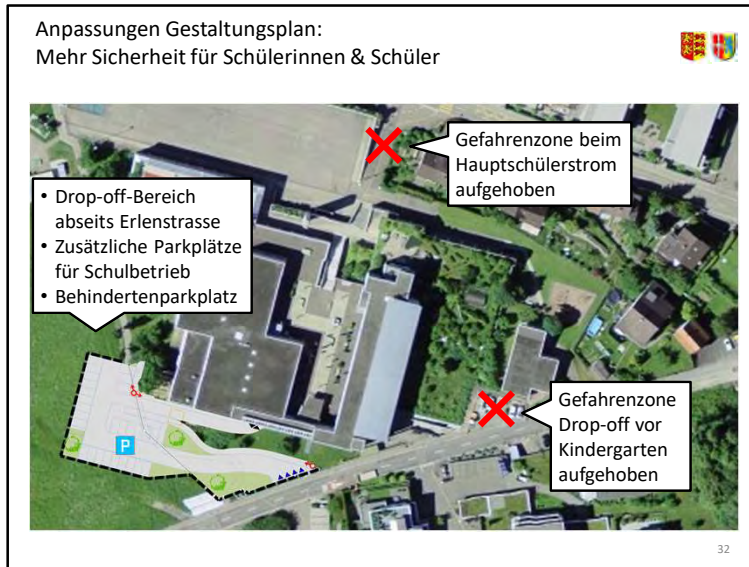 Anpassungen Gestaltungsplan:
Mehr Sicherheit für Schülerinnen & Schüler
Gefahrenzone beim
Hauptschülerstrom
aufgehoben
• Drop-off-Bereich
abseits Erlenstrasse
• Zusätzliche Parkplätze
für Schulbetrieb
• Behindertenparkplatz
Gefahrenzone
Drop-off vor
Kindergarten
aufgehoben
P
32